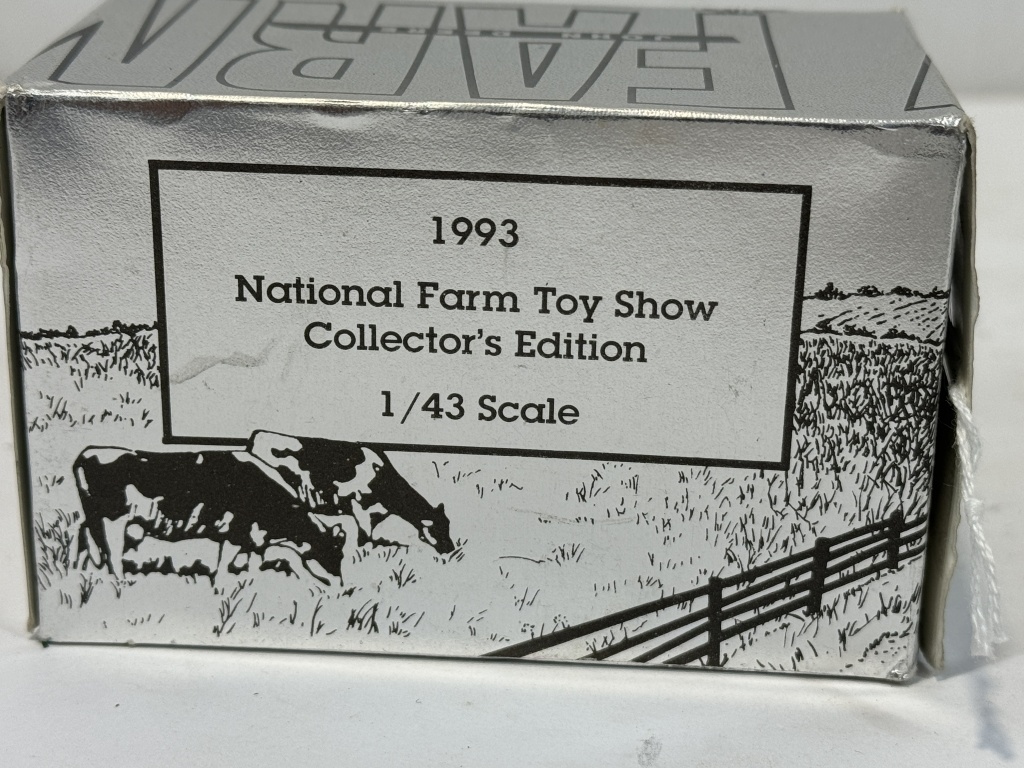 1993
National Farm Toy Show
Collector's Edition
1/43 Scale